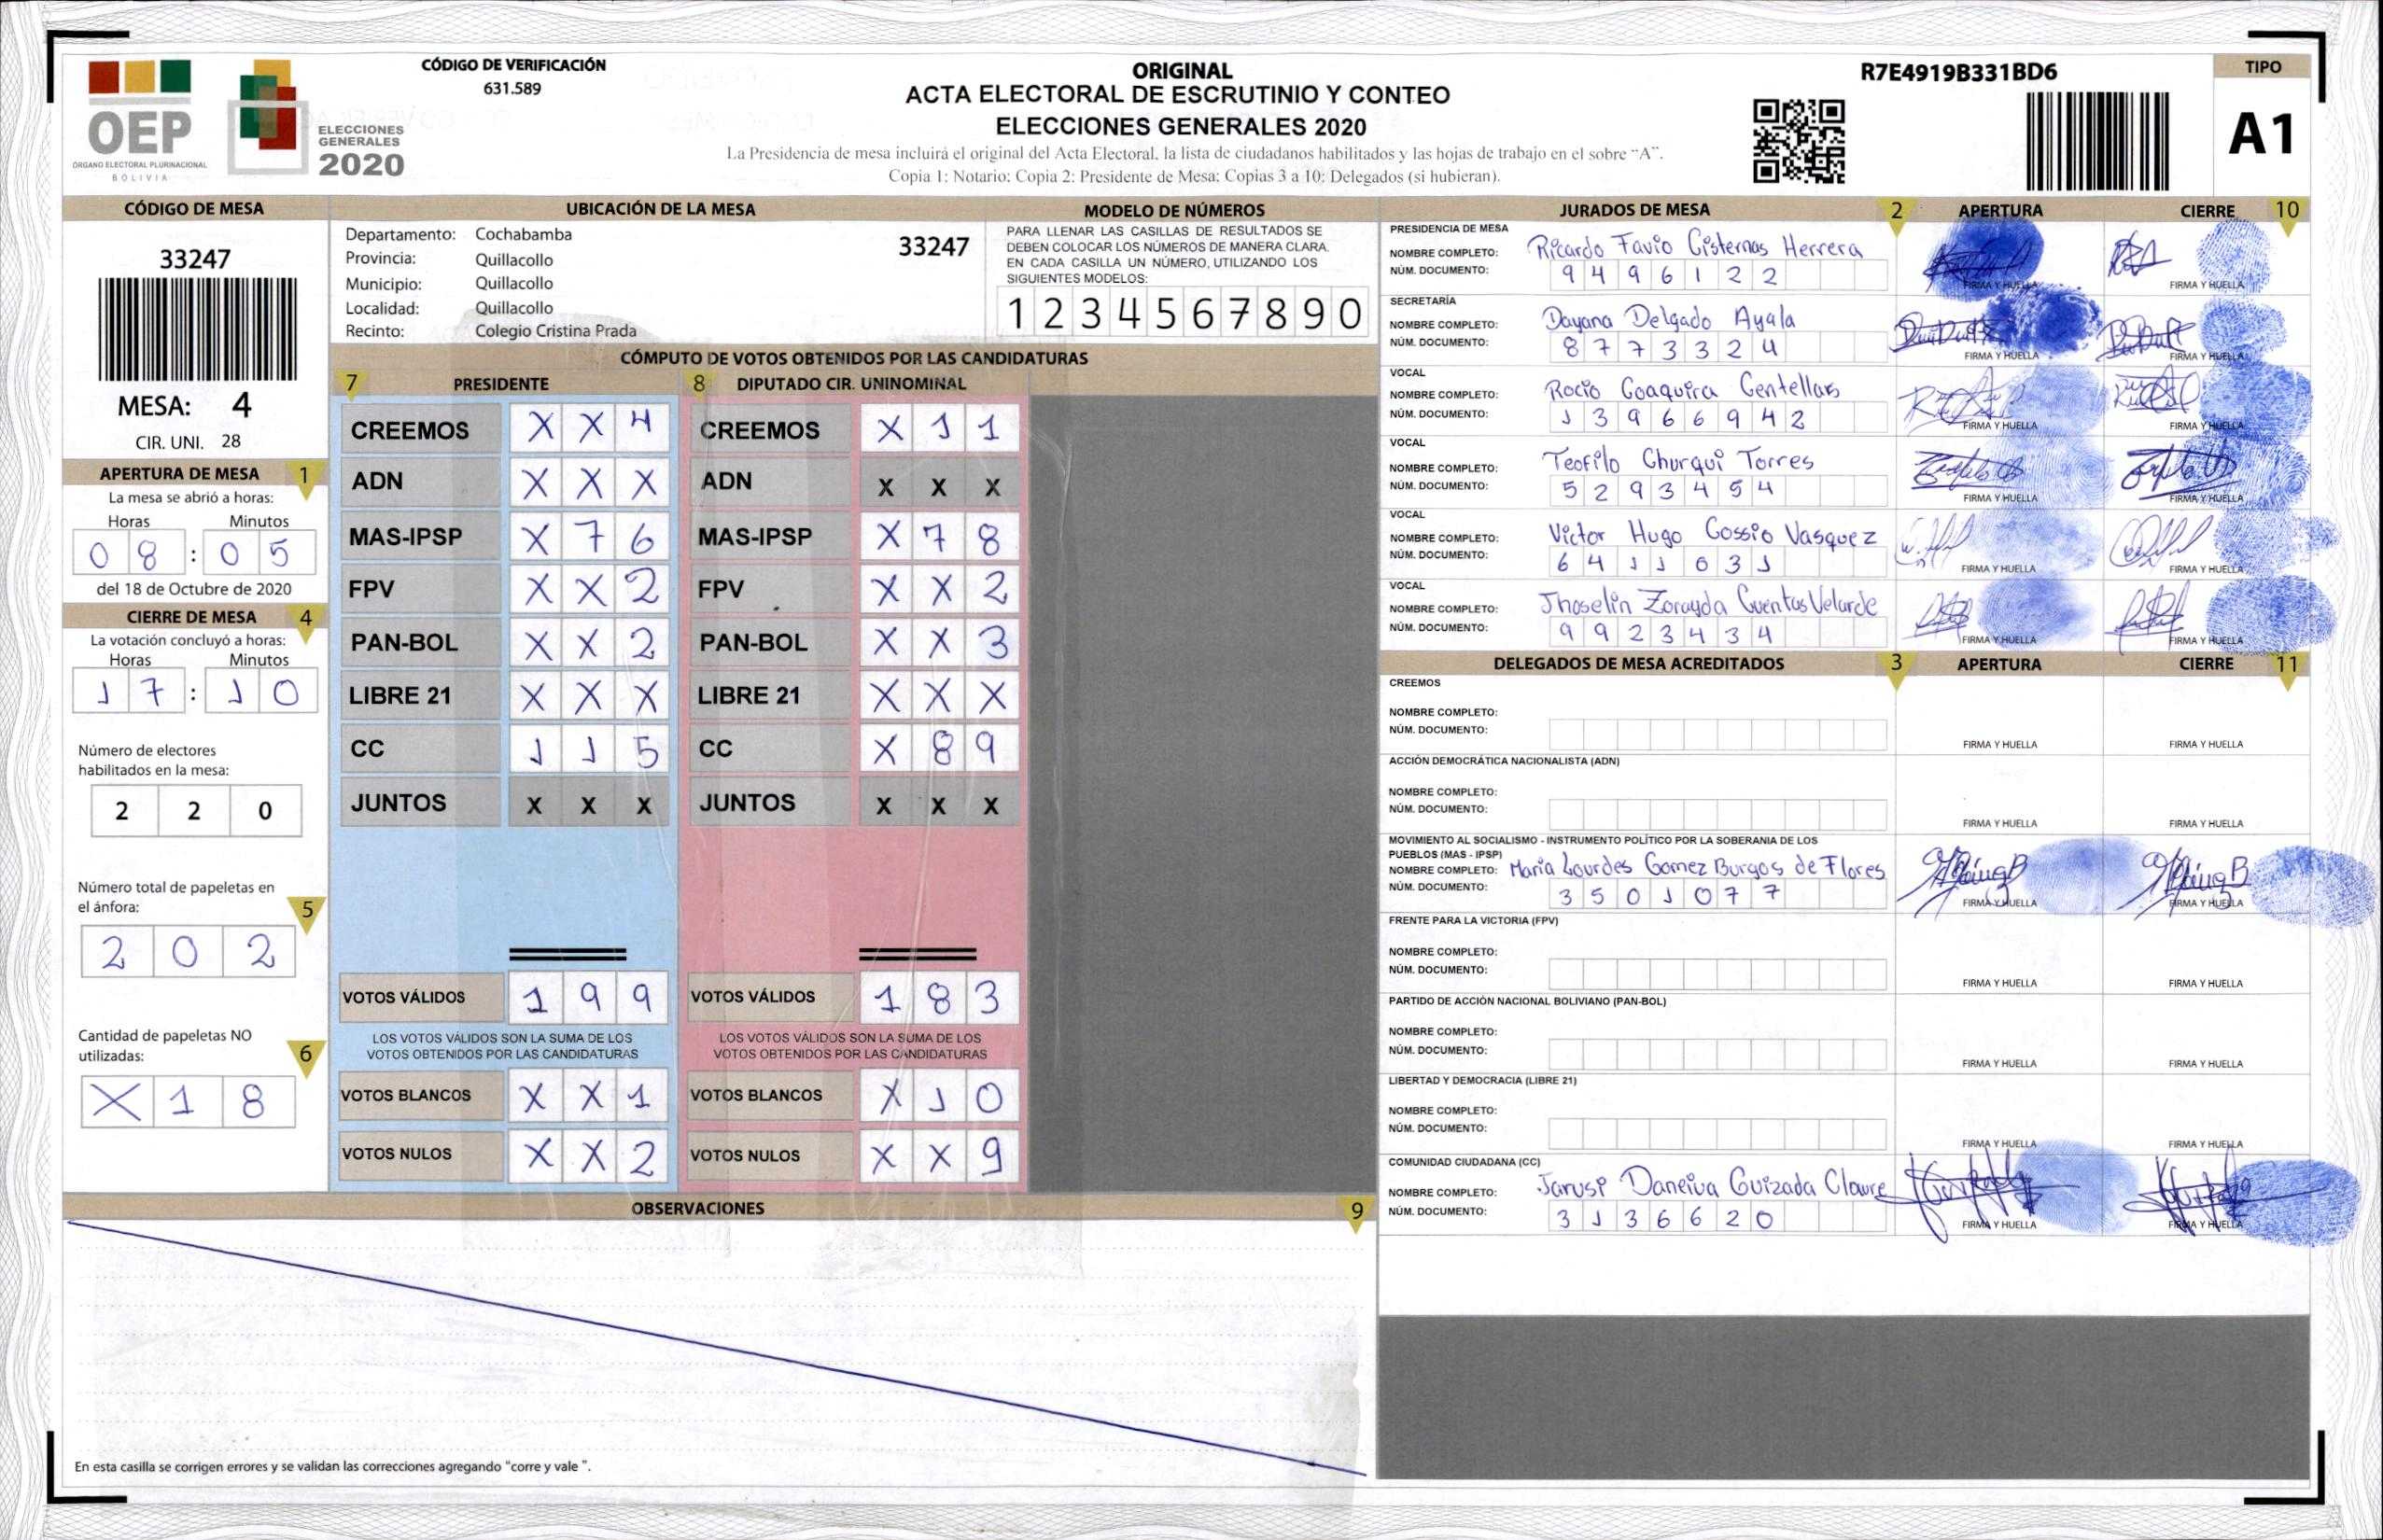 CÓDIGO DE VERIFICACIÓN
631.589
OEP
ÓRGANO ELECTORAL PLURINACIONAL
BOLIVIA
ELECCIONES
GENERALES
2020
ORIGINAL
ACTA ELECTORAL DE ESCRUTINIO Y CONTEO
ELECCIONES GENERALES 2020
La Presidencia de mesa incluirá el original del Acta Electoral, la lista de ciudadanos habilitados y las hojas de trabajo en el sobre "A".
Copia 1: Notario; Copia 2: Presidente de Mesa; Copias 3 a 10: Delegados (si hubieran).
R7E4919B331BD6
TIPO
A1
CÓDIGO DE MESA
33247
MESA: 4
CIR. UNI. 28
APERTURA DE MESA 1
La mesa se abrió a horas:
Horas Minutos
0 8 : 0 5
del 18 de Octubre de 2020
CIERRE DE MESA 4
La votación concluyó a horas:
Horas Minutos
1 7 : 1 0
Número de electores
habilitados en la mesa:
2 2 0
Número total de papeletas en
el ánfora: 5
2 0 2
Cantidad de papeletas NO
utilizadas: 6
X 1 8
UBICACIÓN DE LA MESA
Departamento: Cochabamba
33247
Provincia: Quillacollo
Municipio: Quillacollo
Localidad: Quillacollo
Recinto: Colegio Cristina Prada
MODELO DE NÚMEROS
PARA LLENAR LAS CASILLAS DE RESULTADOS SE
DEBEN COLOCAR LOS NÚMEROS DE MANERA CLARA.
EN CADA CASILLA UN NÚMERO, UTILIZANDO LOS
SIGUIENTES MODELOS:
1 2 3 4 5 6 7 8 9 0
CÓMPUTO DE VOTOS OBTENIDOS POR LAS CANDIDATURAS
7 PRESIDENTE 8 DIPUTADO CIR. UNINOMINAL
CREEMOS X X 4 CREEMOS X 1 1
ADN X X X ADN X X X
MAS-IPSP X 7 6 MAS-IPSP X 7 8
FPV X X 2 FPV X X 2
PAN-BOL X X 2 PAN-BOL X X 3
LIBRE 21 X X X LIBRE 21 X X X
CC 1 1 5 CC X 8 9
JUNTOS X X X JUNTOS X X X
VOTOS VÁLIDOS 1 9 9 VOTOS VÁLIDOS 1 8 3
LOS VOTOS VÁLIDOS SON LA SUMA DE LOS LOS VOTOS VÁLIDOS SON LA SUMA DE LOS
VOTOS OBTENIDOS POR LAS CANDIDATURAS VOTOS OBTENIDOS POR LAS CANDIDATURAS
VOTOS BLANCOS X X 1 VOTOS BLANCOS X 1 0
VOTOS NULOS X X 2 VOTOS NULOS X X 9
OBSERVACIONES 9
En esta casilla se corrigen errores y se validan las correcciones agregando "corre y vale ".
JURADOS DE MESA 2 APERTURA CIERRE 10
PRESIDENCIA DE MESA
NOMBRE COMPLETO: Ricardo Favio Cisternas Herrera
NÚM. DOCUMENTO: 9 4 9 6 1 2 2
FIRMA Y HUELLA FIRMA Y HUELLA
SECRETARÍA
NOMBRE COMPLETO: Dayana Delgado Ayala
NÚM. DOCUMENTO: 8 7 7 3 3 2 4
FIRMA Y HUELLA FIRMA Y HUELLA
VOCAL
NOMBRE COMPLETO: Rocio Coaquira Centellas
NÚM. DOCUMENTO: 1 3 9 6 6 9 4 2
FIRMA Y HUELLA FIRMA Y HUELLA
VOCAL
NOMBRE COMPLETO: Teofilo Churqui Torres
NÚM. DOCUMENTO: 5 2 9 3 4 5 4
FIRMA Y HUELLA FIRMA Y HUELLA
VOCAL
NOMBRE COMPLETO: Victor Hugo Cossio Vasquez
NÚM. DOCUMENTO: 6 4 1 1 0 3 1
FIRMA Y HUELLA FIRMA Y HUELLA
VOCAL
NOMBRE COMPLETO: Jhoselin Zorayda Cuentas Velarde
NÚM. DOCUMENTO: 9 9 2 3 4 3 4
FIRMA Y HUELLA FIRMA Y HUELLA
DELEGADOS DE MESA ACREDITADOS 3 APERTURA CIERRE 11
CREEMOS
NOMBRE COMPLETO:
NÚM. DOCUMENTO:
FIRMA Y HUELLA FIRMA Y HUELLA
ACCIÓN DEMOCRÁTICA NACIONALISTA (ADN)
NOMBRE COMPLETO:
NÚM. DOCUMENTO:
FIRMA Y HUELLA FIRMA Y HUELLA
MOVIMIENTO AL SOCIALISMO - INSTRUMENTO POLÍTICO POR LA SOBERANIA DE LOS
PUEBLOS (MAS - IPSP)
NOMBRE COMPLETO: Maria Lourdes Gomez Burgos de Flores
NÚM. DOCUMENTO: 3 5 0 1 0 7 7
FIRMA Y HUELLA FIRMA Y HUELLA
FRENTE PARA LA VICTORIA (FPV)
NOMBRE COMPLETO:
NÚM. DOCUMENTO:
FIRMA Y HUELLA FIRMA Y HUELLA
PARTIDO DE ACCIÓN NACIONAL BOLIVIANO (PAN-BOL)
NOMBRE COMPLETO:
NÚM. DOCUMENTO:
FIRMA Y HUELLA FIRMA Y HUELLA
LIBERTAD Y DEMOCRACIA (LIBRE 21)
NOMBRE COMPLETO:
NÚM. DOCUMENTO:
FIRMA Y HUELLA FIRMA Y HUELLA
COMUNIDAD CIUDADANA (CC)
NOMBRE COMPLETO: Jarusi Daneiva Guizada Claure
NÚM. DOCUMENTO: 3 1 3 6 6 2 0
FIRMA Y HUELLA FIRMA Y HUELLA